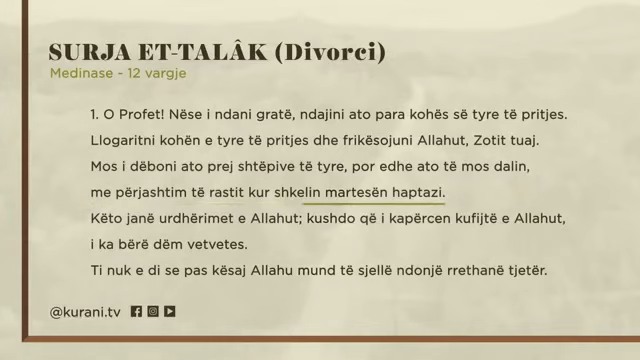 SURJA ET-TALÂK (Divorci)
Medinase - 12 vargje
1. O Profet! Nëse i ndani gratë, ndajini ato para kohës së tyre të pritjes.
Llogaritni kohën e tyre të pritjes dhe frikësojuni Allahut, Zotit tuaj.
Mos i dëboni ato prej shtëpive të tyre, por edhe ato të mos dalin,
me përjashtim të rastit kur shkelin martesën haptazi.
Këto janë urdhërimet e Allahut; kushdo që i kapërcen kufijtë e Allahut,
i ka bërë dëm vetvetes.
Ti nuk e di se pas kësaj Allahu mund të sjellë ndonjë rrethanë tjetër.
@kurani.tv